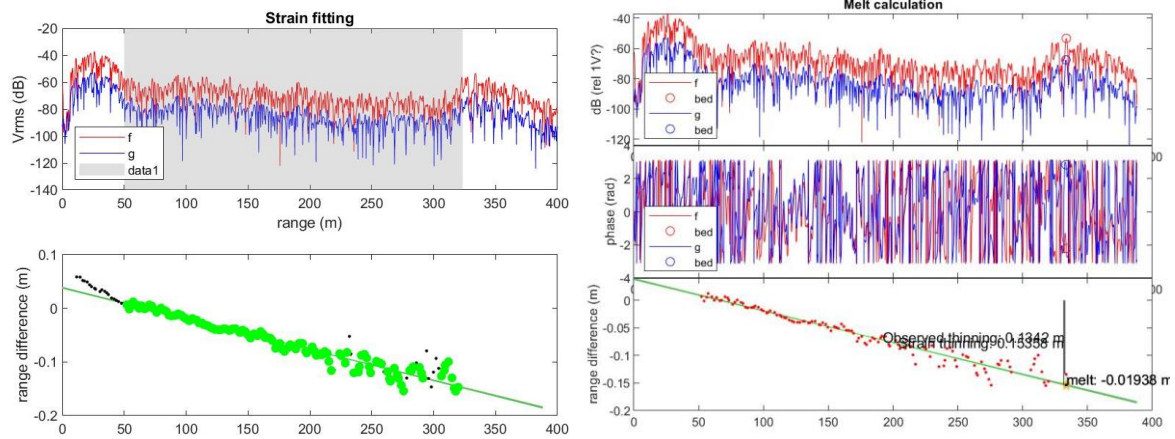 Strain fitting
-20
-40
-60
-80
-100
-120
-140
Vrms (dB)
f
g
data1
0 50 100 150 200 250 300 350 400
range (m)
0.1
0
-0.1
-0.2
range difference (m)
0 50 100 150 200 250 300 350 400
Melt calculation
-40
-60
-80
-100
-120
dB (rel 1V?)
f
bed
g
bed
4
2
0
-2
-4
phase (rad)
f
bed
g
bed
0
-0.05
-0.1
-0.15
-0.2
range difference (m)
Observed thinning: 0.1342 m
melt: -0.01938 m
0 50 100 150 200 250 300 350 400